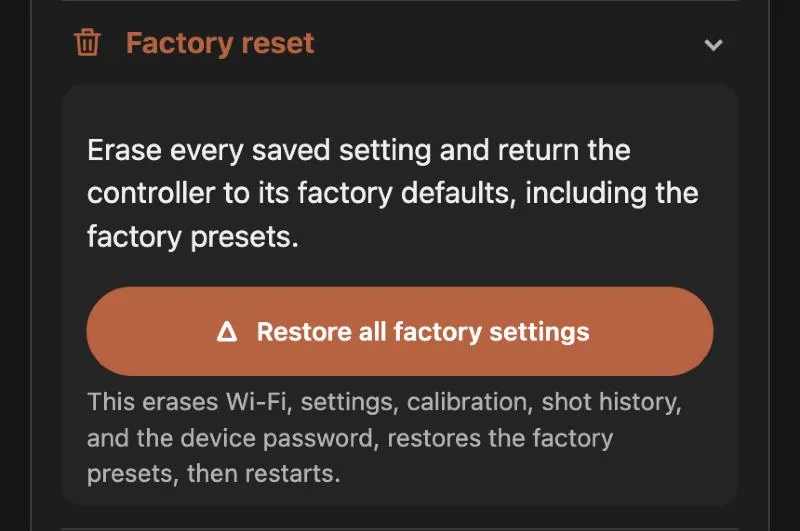 Factory reset
Erase every saved setting and return the
controller to its factory defaults, including the
factory presets.
Restore all factory settings
This erases Wi-Fi, settings, calibration, shot history,
and the device password, restores the factory
presets, then restarts.